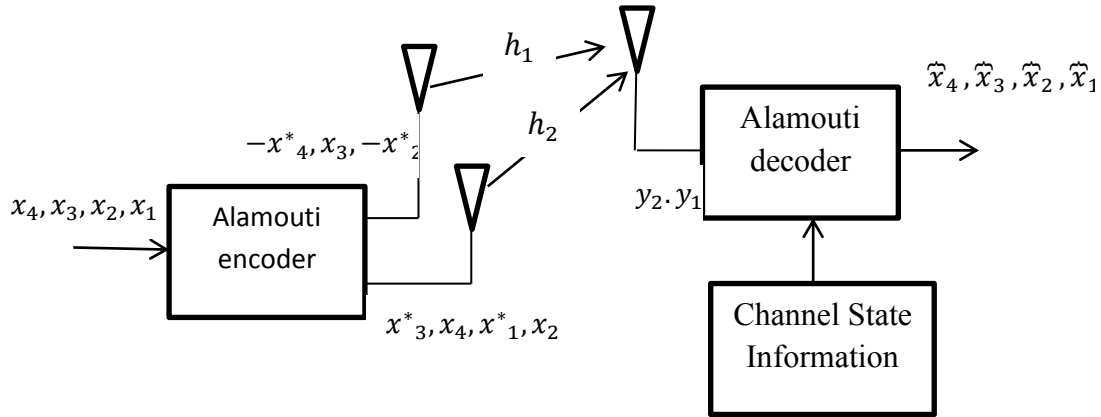 h₁
x̂₄, x̂₃, x̂₂, x̂₁
h₂
Alamouti
decoder
−x*₄, x₃, −x*₂
y₂. y₁
x₄, x₃, x₂, x₁
Alamouti
encoder
x*₃, x₄, x*₁, x₂
Channel State
Information